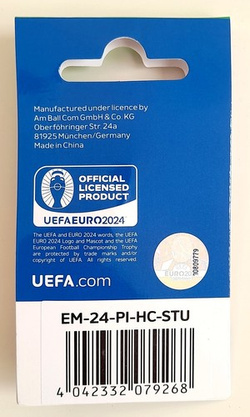 Manufactured under licence by
Am Ball Com GmbH & Co. KG
Oberföhringer Str. 24a
81925 München/Germany
Made in China
OFFICIAL
LICENSED
PRODUCT
UEFAEURO2024
The UEFA and EURO 2024 words, the UEFA
EURO 2024 Logo and Mascot and the UEFA
European Football Championship Trophy
are protected by trade marks and/or
copyright of UEFA. All rights reserved.
10809779
UEFA.com
EM-24-PI-HC-STU
4 042332 079268